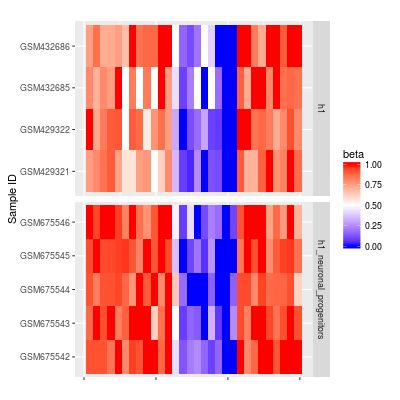 Sample ID
GSM432686
GSM432685
GSM429322
GSM429321
h1
GSM675546
GSM675545
GSM675544
GSM675543
GSM675542
h1_neuronal_progenitors
beta
1.00
0.75
0.50
0.25
0.00